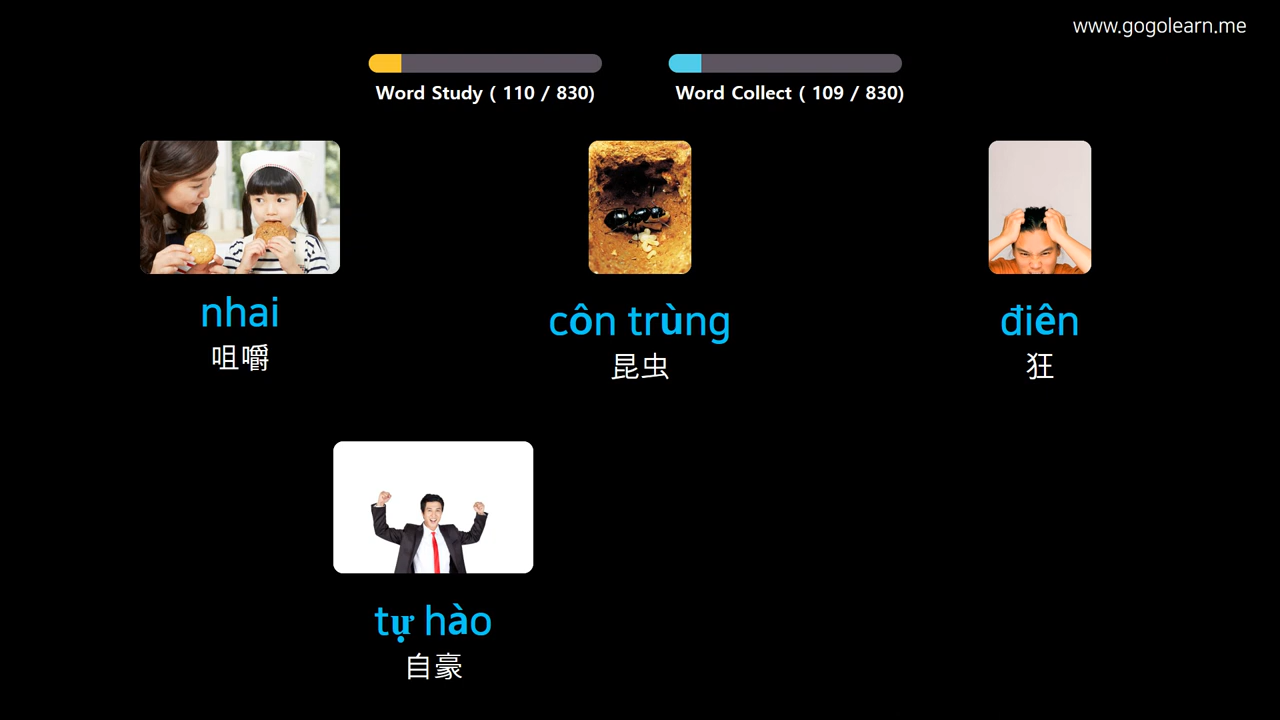 www.gogolearn.me
Word Study ( 110 / 830)
Word Collect ( 109 / 830)
nhai
咀嚼
côn trùng
昆虫
điên
狂
tự hào
自豪